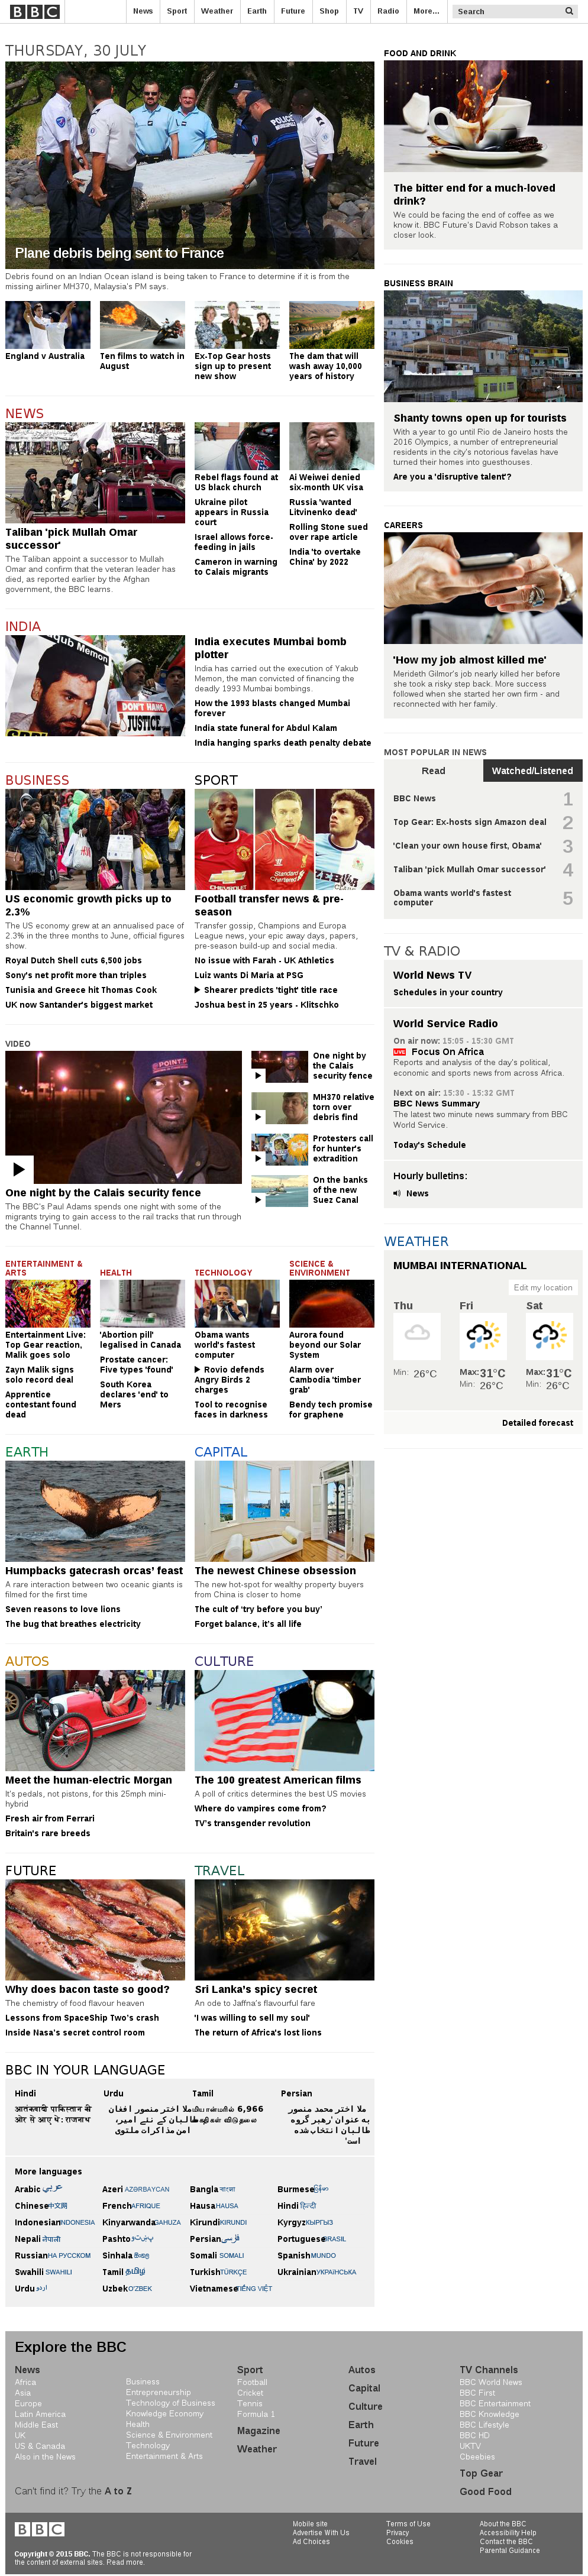 BBC
News
Sport
Weather
Earth
Future
Shop
TV
Radio
More...
Search
THURSDAY, 30 JULY
Plane debris being sent to France
Debris found on an Indian Ocean island is being taken to France to determine if it is from the
missing airliner MH370, Malaysia's PM says.
England v Australia
Ten films to watch in
August
Ex-Top Gear hosts
sign up to present
new show
The dam that will
wash away 10,000
years of history
NEWS
Taliban 'pick Mullah Omar
successor'
The Taliban appoint a successor to Mullah
Omar and confirm that the veteran leader has
died, as reported earlier by the Afghan
government, the BBC learns.
Rebel flags found at
US black church
Ukraine pilot
appears in Russia
court
Israel allows force-
feeding in jails
Cameron in warning
to Calais migrants
Ai Weiwei denied
six-month UK visa
Russia 'wanted
Litvinenko dead'
Rolling Stone sued
over rape article
India 'to overtake
China' by 2022
INDIA
India executes Mumbai bomb
plotter
India has carried out the execution of Yakub
Memon, the man convicted of financing the
deadly 1993 Mumbai bombings.
How the 1993 blasts changed Mumbai
forever
India state funeral for Abdul Kalam
India hanging sparks death penalty debate
BUSINESS
US economic growth picks up to
2.3%
The US economy grew at an annualised pace of
2.3% in the three months to June, official figures
show.
Royal Dutch Shell cuts 6,500 jobs
Sony's net profit more than triples
Tunisia and Greece hit Thomas Cook
UK now Santander's biggest market
SPORT
Football transfer news & pre-
season
Transfer gossip, Champions and Europa
League news, your epic away days, papers,
pre-season build-up and social media.
No issue with Farah - UK Athletics
Luiz wants Di Maria at PSG
Shearer predicts 'tight' title race
Joshua best in 25 years - Klitschko
VIDEO
One night by the Calais security fence
The BBC's Paul Adams spends one night with some of the
migrants trying to gain access to the rail tracks that run through
the Channel Tunnel.
One night by
the Calais
security fence
MH370 relative
torn over
debris find
Protesters call
for hunter's
extradition
On the banks
of the new
Suez Canal
ENTERTAINMENT &
ARTS
Entertainment Live:
Top Gear reaction,
Malik goes solo
Zayn Malik signs
solo record deal
Apprentice
contestant found
dead
HEALTH
'Abortion pill'
legalised in Canada
Prostate cancer:
Five types 'found'
South Korea
declares 'end' to
Mers
TECHNOLOGY
Obama wants
world's fastest
computer
Rovio defends
Angry Birds 2
charges
Tool to recognise
faces in darkness
SCIENCE &
ENVIRONMENT
Aurora found
beyond our Solar
System
Alarm over
Cambodia 'timber
grab'
Bendy tech promise
for graphene
EARTH
Humpbacks gatecrash orcas' feast
A rare interaction between two oceanic giants is
filmed for the first time
Seven reasons to love lions
The bug that breathes electricity
CAPITAL
The newest Chinese obsession
The new hot-spot for wealthy property buyers
from China is closer to home
The cult of 'try before you buy'
Forget balance, it's all life
AUTOS
Meet the human-electric Morgan
It's pedals, not pistons, for this 25mph mini-
hybrid
Fresh air from Ferrari
Britain's rare breeds
CULTURE
The 100 greatest American films
A poll of critics determines the best US movies
Where do vampires come from?
TV's transgender revolution
FUTURE
Why does bacon taste so good?
The chemistry of food flavour heaven
Lessons from SpaceShip Two's crash
Inside Nasa's secret control room
TRAVEL
Sri Lanka's spicy secret
An ode to Jaffna's flavourful fare
'I was willing to sell my soul'
The return of Africa's lost lions
BBC IN YOUR LANGUAGE
Hindi
आतंकवादी पाकिस्तान की
ओर से आए थे: राजनाथ
Urdu
ملا اختر منصور افغان
طالبان کے نئے امیر،
امن مذاکرات ملتوی
Tamil
6,966
Persian
ملا اختر محمد منصور
به عنوان 'رهبر گروه
طالبان انتخاب شده
است'
More languages
Arabic عربي
Azeri AZƏRBAYCAN
Bangla বাংলা
Burmese
Chinese 中文网
French AFRIQUE
Hausa HAUSA
Hindi हिन्दी
Indonesian INDONESIA
Kinyarwanda GAHUZA
Kirundi KIRUNDI
Kyrgyz КЫРГЫЗ
Nepali नेपाली
Pashto پښتو
Persian فارسی
Portuguese BRASIL
Russian НА РУССКОМ
Sinhala සිංහල
Somali SOMALI
Spanish MUNDO
Swahili SWAHILI
Tamil தமிழ்
Turkish TÜRKÇE
Ukrainian УКРАЇНСЬКА
Urdu اردو
Uzbek O'ZBEK
Vietnamese TIẾNG VIỆT
FOOD AND DRINK
The bitter end for a much-loved
drink?
We could be facing the end of coffee as we
know it. BBC Future's David Robson takes a
closer look.
BUSINESS BRAIN
Shanty towns open up for tourists
With a year to go until Rio de Janeiro hosts the
2016 Olympics, a number of entrepreneurial
residents in the city's notorious favelas have
turned their homes into guesthouses.
Are you a 'disruptive talent'?
CAREERS
'How my job almost killed me'
Merideth Gilmor's job nearly killed her before
she took a risky step back. More success
followed when she started her own firm - and
reconnected with her family.
MOST POPULAR IN NEWS
Read
Watched/Listened
BBC News 1
Top Gear: Ex-hosts sign Amazon deal 2
'Clean your own house first, Obama' 3
Taliban 'pick Mullah Omar successor' 4
Obama wants world's fastest
computer 5
TV & RADIO
World News TV
Schedules in your country
World Service Radio
On air now: 15:05 - 15:30 GMT
LIVE Focus On Africa
Reports and analysis of the day's political,
economic and sports news from across Africa.
Next on air: 15:30 - 15:32 GMT
BBC News Summary
The latest two minute news summary from BBC
World Service.
Today's Schedule
Hourly bulletins:
News
WEATHER
MUMBAI INTERNATIONAL
Edit my location
Thu
Fri
Sat
Min: 26°C
Max: 31°C
Min: 26°C
Max: 31°C
Min: 26°C
Detailed forecast
Explore the BBC
News
Africa
Asia
Europe
Latin America
Middle East
UK
US & Canada
Also in the News
Business
Entrepreneurship
Technology of Business
Knowledge Economy
Health
Science & Environment
Technology
Entertainment & Arts
Sport
Football
Cricket
Tennis
Formula 1
Magazine
Weather
Autos
Capital
Culture
Earth
Future
Travel
TV Channels
BBC World News
BBC First
BBC Entertainment
BBC Knowledge
BBC Lifestyle
BBC HD
UKTV
Cbeebies
Top Gear
Good Food
Can't find it? Try the A to Z
BBC
Copyright © 2015 BBC. The BBC is not responsible for
the content of external sites. Read more.
Mobile site
Advertise With Us
Ad Choices
Terms of Use
Privacy
Cookies
About the BBC
Accessibility Help
Contact the BBC
Parental Guidance